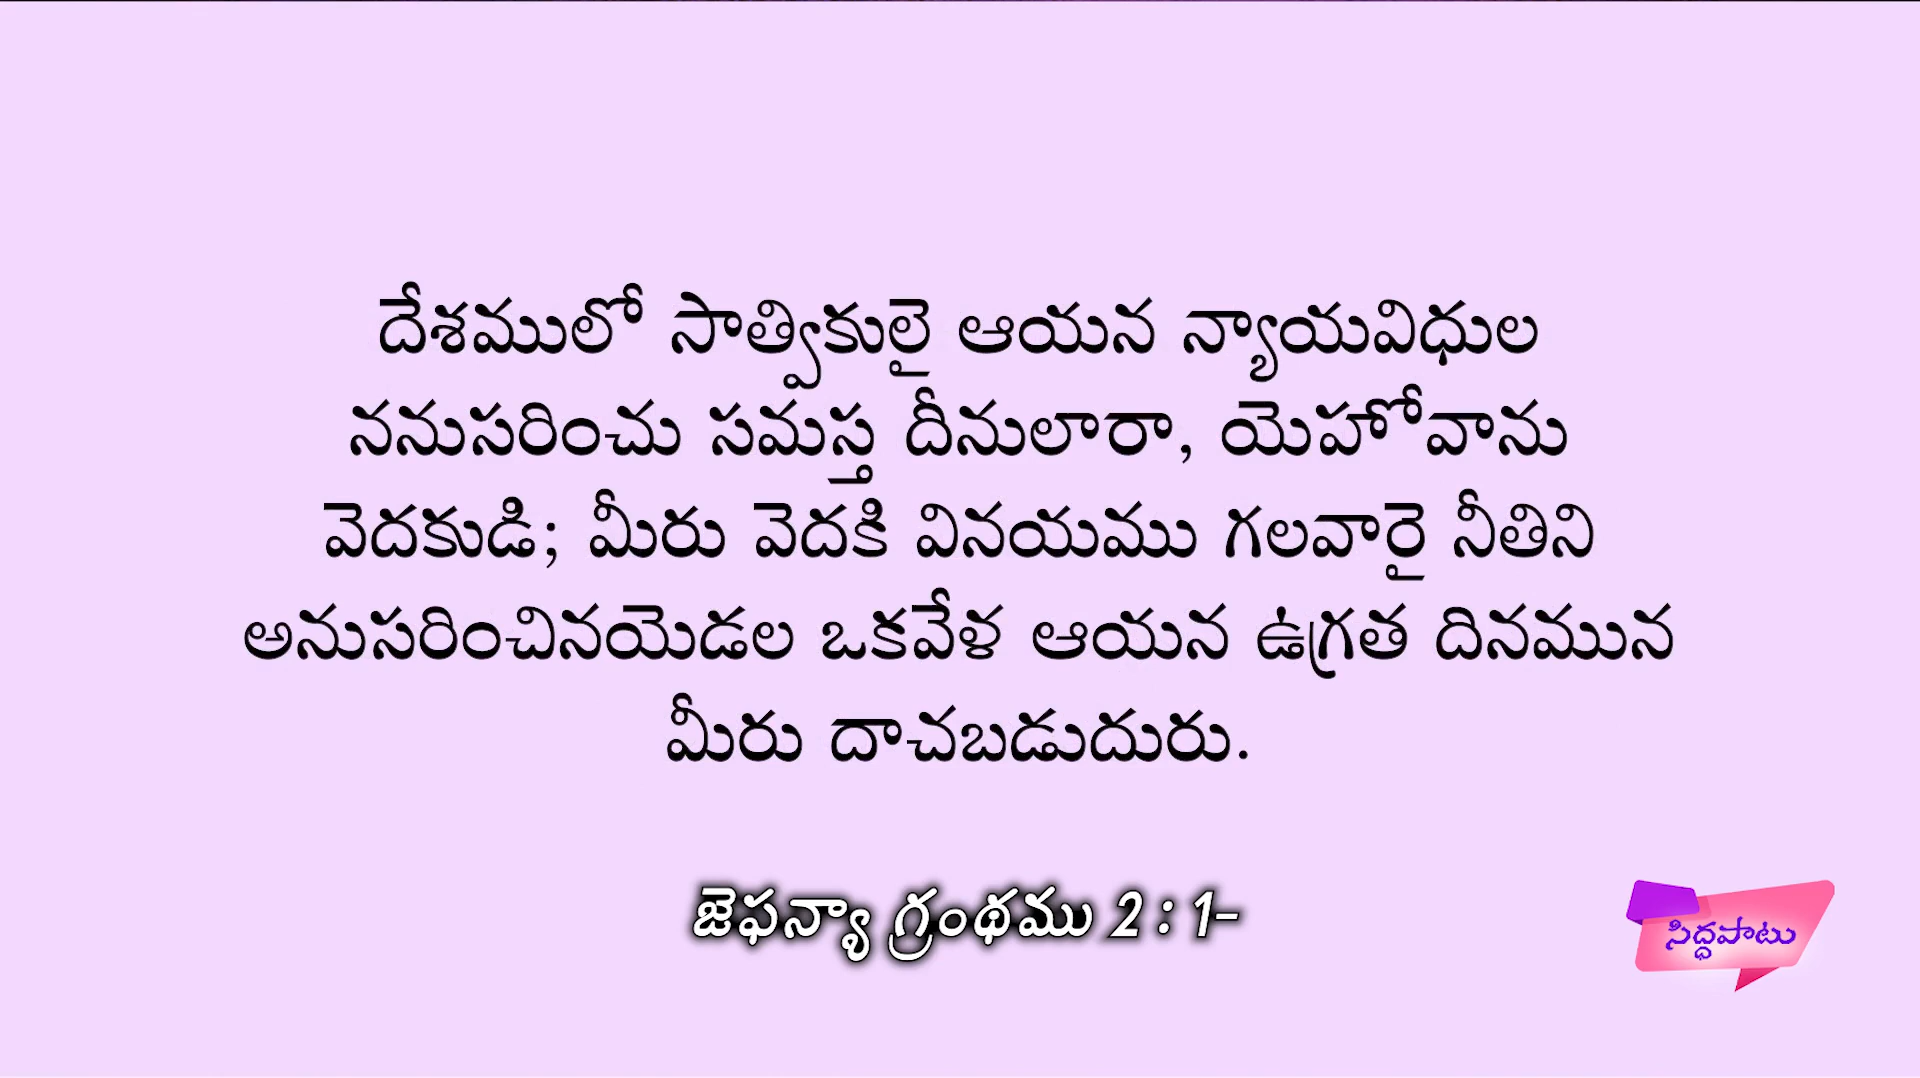 దేశములో సాత్వికులై ఆయన న్యాయవిధుల
ననుసరించు సమస్త దీనులారా, యెహోవాను
వెదకుడి; మీరు వెదకి వినయము గలవారై నీతిని
అనుసరించినయెడల ఒకవేళ ఆయన ఉగ్రత దినమున
మీరు దాచబడుదురు.
జెఫన్యా గ్రంథము 2 : 1-
సిద్ధపాటు